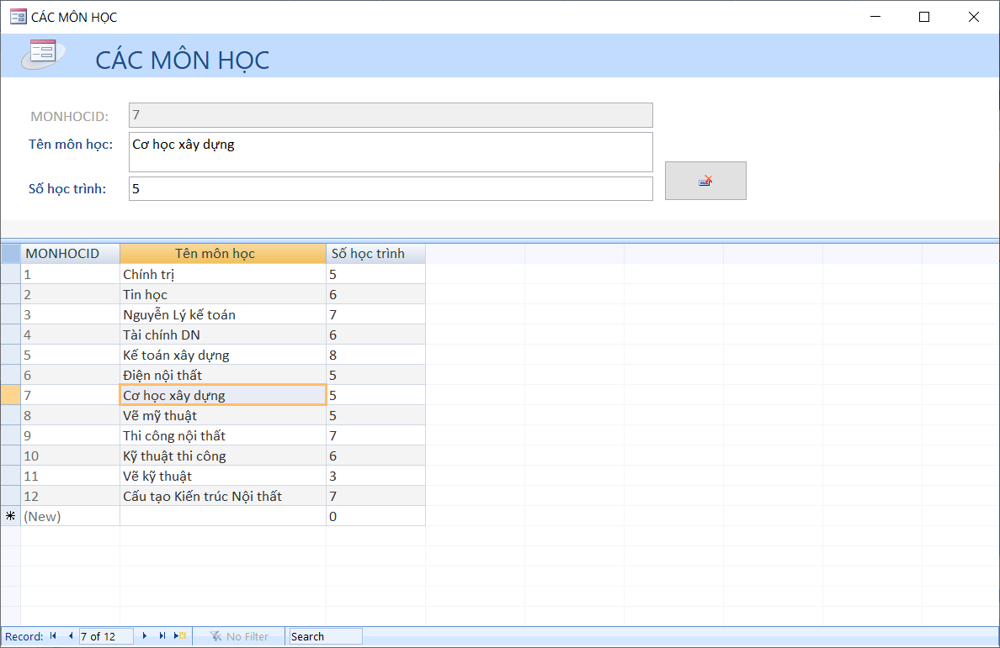 CÁC MÔN HỌC
CÁC MÔN HỌC
MONHOCID: 7
Tên môn học: Cơ học xây dựng
Số học trình: 5
MONHOCID Tên môn học Số học trình
1 Chính trị 5
2 Tin học 6
3 Nguyễn Lý kế toán 7
4 Tài chính DN 6
5 Kế toán xây dựng 8
6 Điện nội thất 5
7 Cơ học xây dựng 5
8 Vẽ mỹ thuật 5
9 Thi công nội thất 7
10 Kỹ thuật thi công 6
11 Vẽ kỹ thuật 3
12 Cấu tạo Kiến trúc Nội thất 7
(New) 0
Record: 7 of 12 No Filter Search